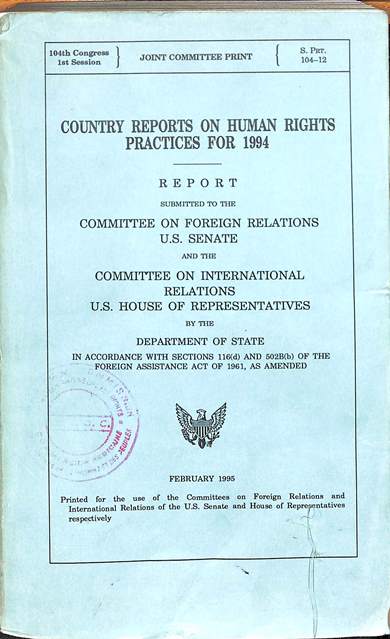 104th Congress
1st Session
JOINT COMMITTEE PRINT
S. PRT.
104–12
COUNTRY REPORTS ON HUMAN RIGHTS
PRACTICES FOR 1994
REPORT
SUBMITTED TO THE
COMMITTEE ON FOREIGN RELATIONS
U.S. SENATE
AND THE
COMMITTEE ON INTERNATIONAL
RELATIONS
U.S. HOUSE OF REPRESENTATIVES
BY THE
DEPARTMENT OF STATE
IN ACCORDANCE WITH SECTIONS 116(d) AND 502B(b) OF THE
FOREIGN ASSISTANCE ACT OF 1961, AS AMENDED
FEBRUARY 1995
Printed for the use of the Committees on Foreign Relations and
International Relations of the U.S. Senate and House of Representatives
respectively